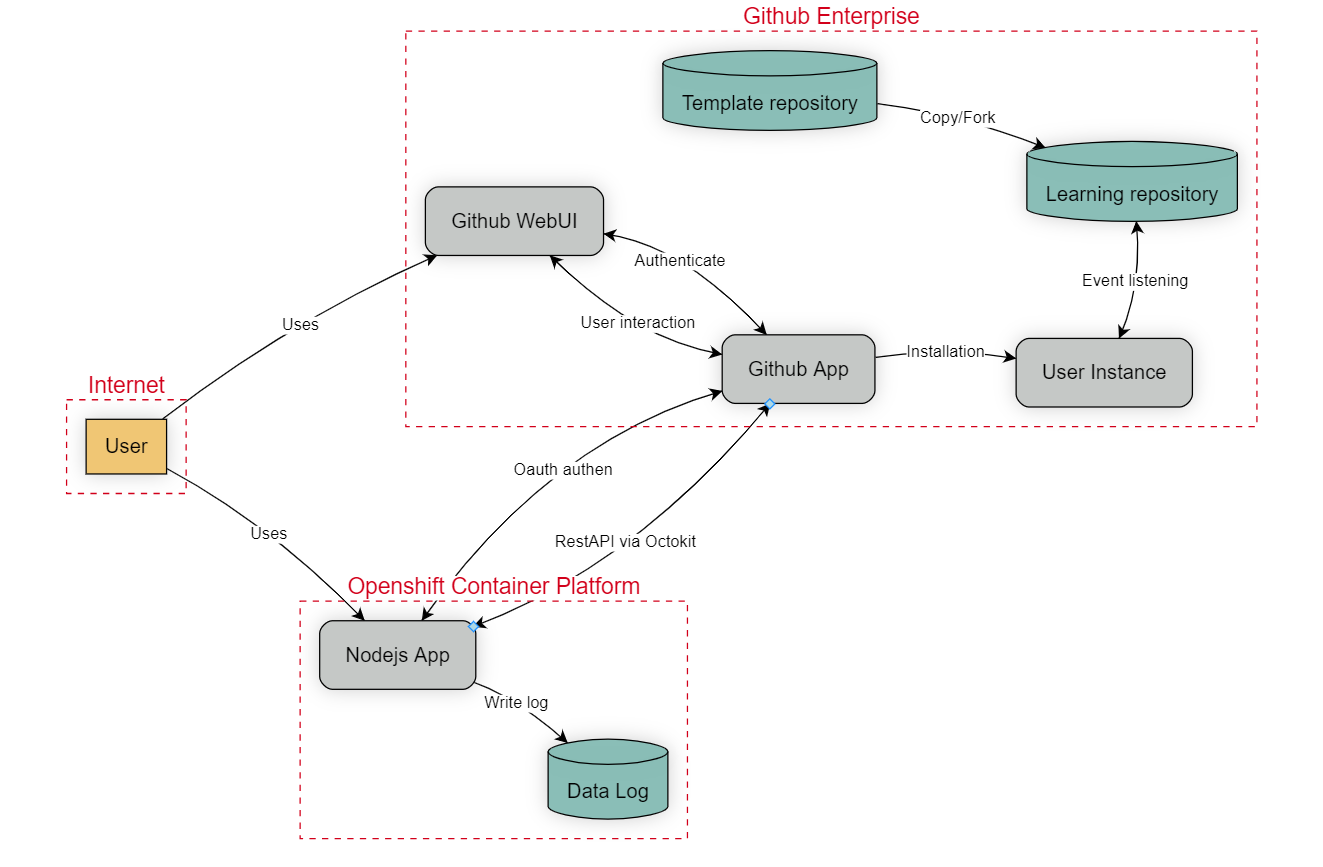 Github Enterprise
Template repository
Copy/Fork
Learning repository
Github WebUI
Authenticate
Event listening
Uses
User interaction
Installation
Github App
User Instance
Internet
User
Oauth authen
Uses
RestAPI via Octokit
Openshift Container Platform
Nodejs App
Write log
Data Log